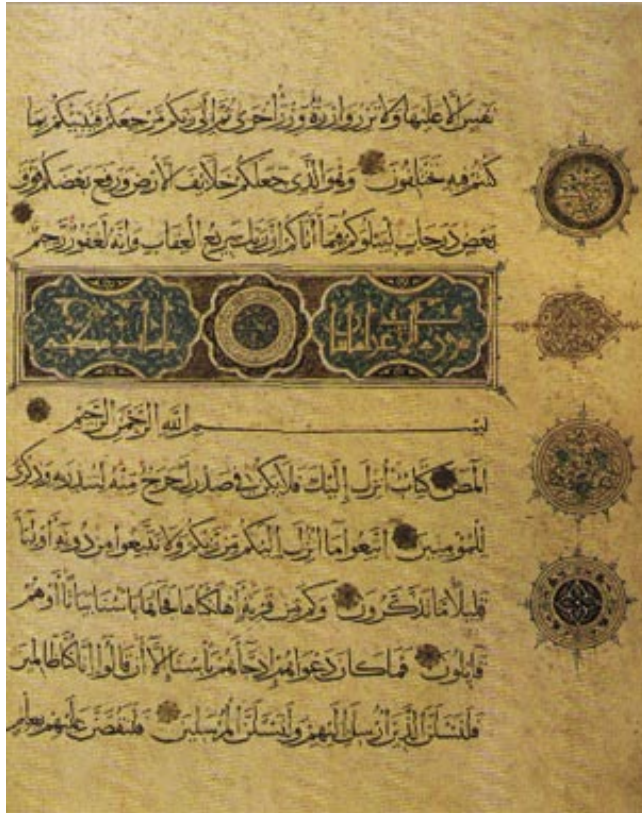 نفس إلا عليها ولا تزر وازرة وزر أخرى ثم إلى ربكم مرجعكم فينبئكم بما
كنتم فيه تختلفون وهو الذي جعلكم خلائف الأرض ورفع بعضكم فوق
بعض درجات ليبلوكم فيما آتاكم إن ربك سريع العقاب وإنه لغفور رحيم
سورة الأعراف
بسم الله الرحمن الرحيم
المص كتاب أنزل إليك فلا يكن في صدرك حرج منه لتنذر به وذكرى
للمؤمنين اتبعوا ما أنزل إليكم من ربكم ولا تتبعوا من دونه أولياء
قليلا ما تذكرون وكم من قرية أهلكناها فجاءها بأسنا بياتا أو هم
قائلون فما كان دعواهم إذ جاءهم بأسنا إلا أن قالوا إنا كنا ظالمين
فلنسئلن الذين أرسل إليهم ولنسئلن المرسلين فلنقصن عليهم بعلم